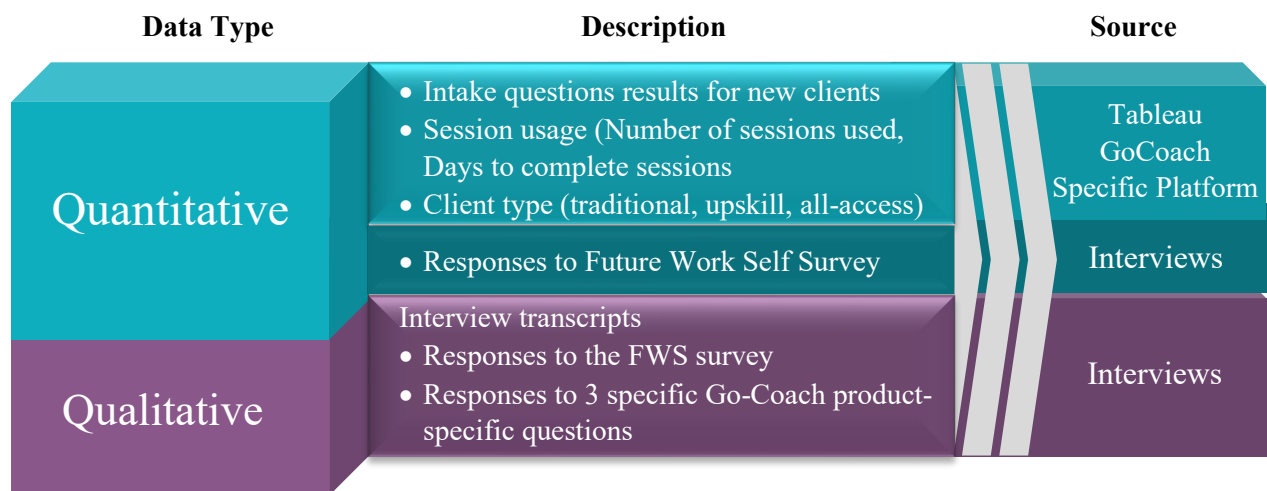 Data Type Description Source
Quantitative
• Intake questions results for new clients
• Session usage (Number of sessions used,
Days to complete sessions
• Client type (traditional, upskill, all-access)
Tableau
GoCoach
Specific Platform
• Responses to Future Work Self Survey
Interviews
Qualitative
Interview transcripts
• Responses to the FWS survey
• Responses to 3 specific Go-Coach product-
specific questions
Interviews